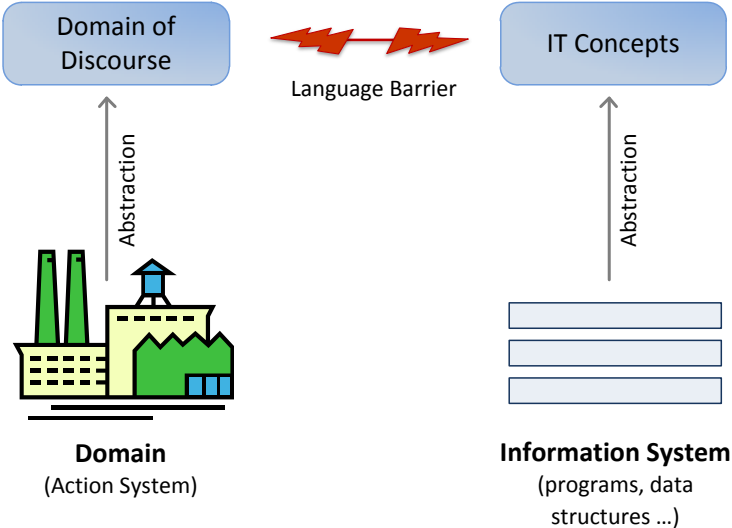 Domain of
Discourse
IT Concepts
Language Barrier
Abstraction
Abstraction
Domain
(Action System)
Information System
(programs, data
structures …)